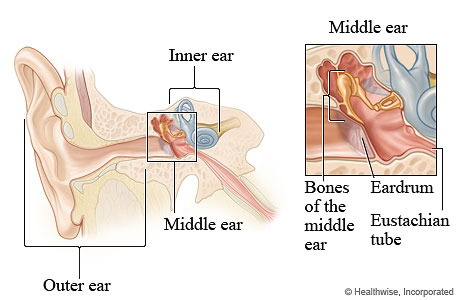 Middle ear
Inner ear
Middle ear
Outer ear
Bones
of the
middle
ear
Eardrum
Eustachian
tube
© Healthwise, Incorporated